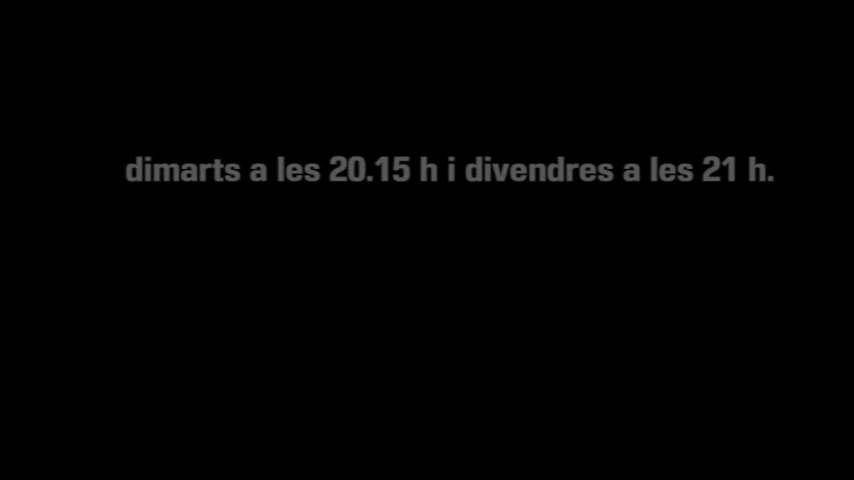 dimarts a les 20.15 h i divendres a les 21 h.